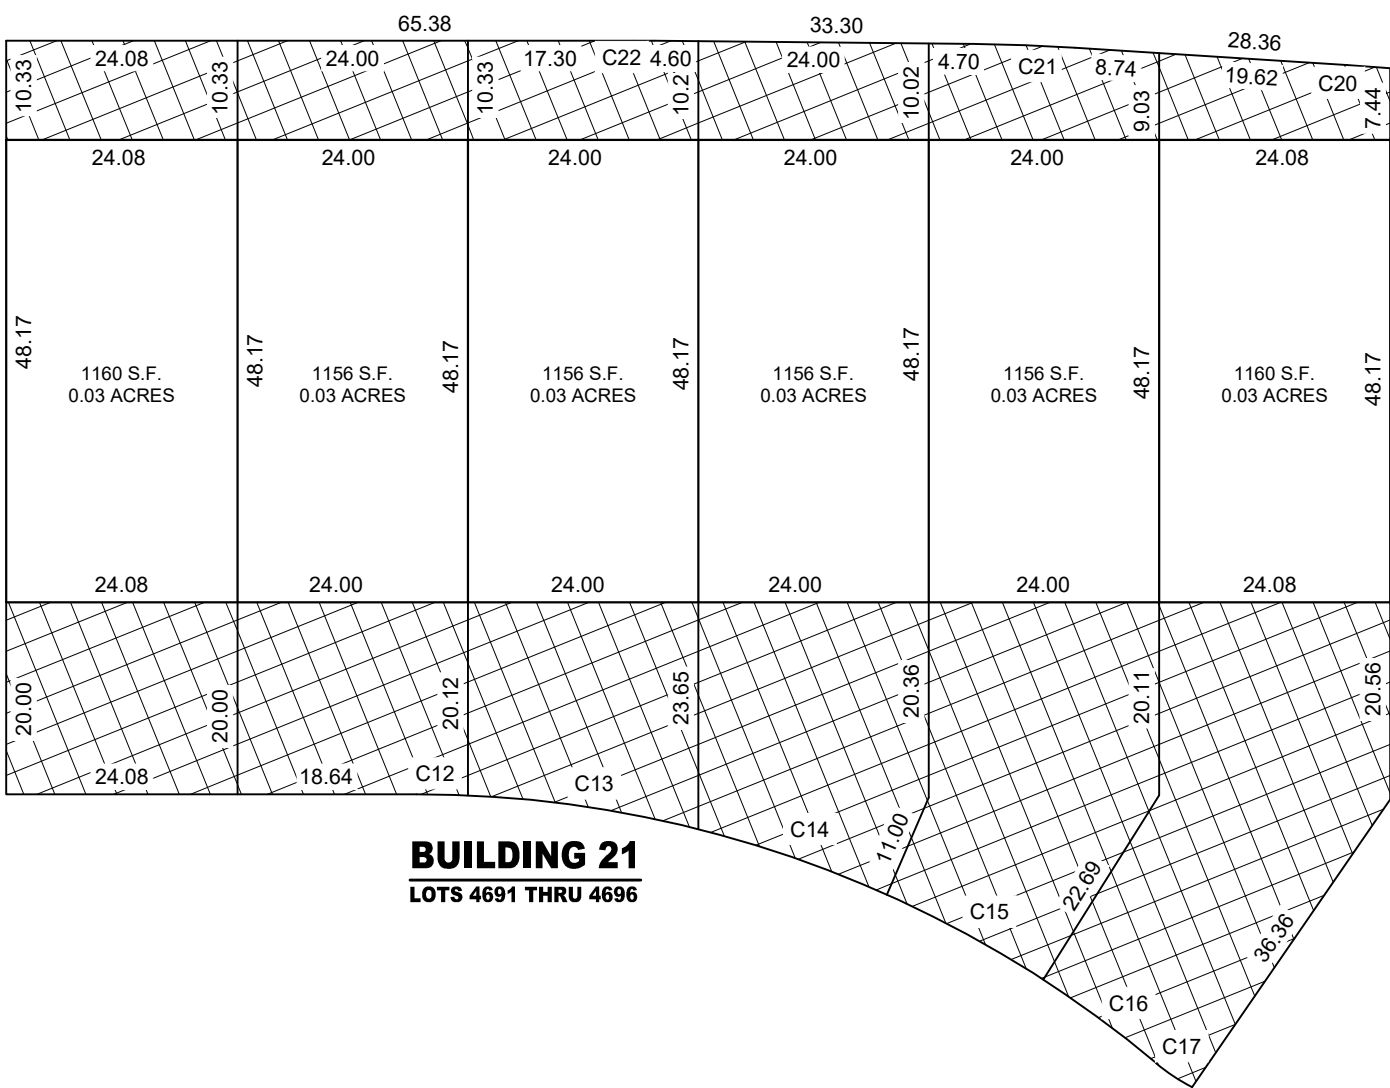 65.38 33.30 28.36
24.08 24.00 17.30 C22 4.60 24.00 4.70 C21 8.74 19.62 C20
10.33 10.33 10.33 10.2 10.02 9.03 7.44
24.08 24.00 24.00 24.00 24.00 24.08
48.17 48.17 48.17 48.17 48.17 48.17 48.17
1160 S.F. 1156 S.F. 1156 S.F. 1156 S.F. 1156 S.F. 1160 S.F.
0.03 ACRES 0.03 ACRES 0.03 ACRES 0.03 ACRES 0.03 ACRES 0.03 ACRES
24.08 24.00 24.00 24.00 24.00 24.08
20.00 20.00 20.12 23.65 20.36 20.11 20.56
24.08 18.64 C12 C13
C14 11.00
BUILDING 21
LOTS 4691 THRU 4696
C15 22.69 36.36
C16
C17